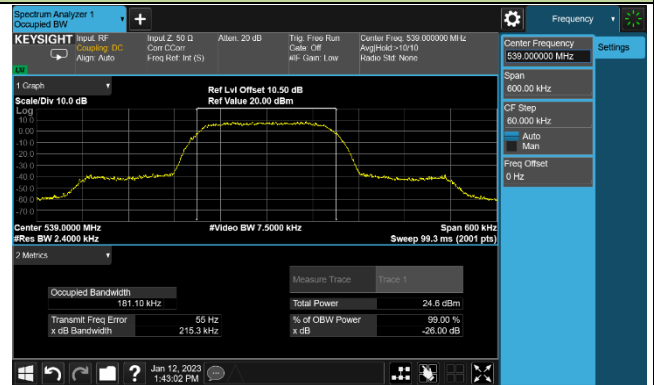 Spectrum Analyzer 1
Occupied BW
Frequency
KEYSIGHT
Input: RF
Coupling: DC
Align: Auto
Input Z: 50 Ω
Corr CCorr
Freq Ref: Int (S)
Atten: 20 dB
Trig: Free Run
Gate: Off
#IF Gain: Low
Center Freq: 539.000000 MHz
Avg|Hold:>10/10
Radio Std: None
LW
Center Frequency
539.000000 MHz
Settings
Span
600.00 kHz
CF Step
60.000 kHz
Auto
Man
Freq Offset
0 Hz
1 Graph
Scale/Div 10.0 dB
Ref Lvl Offset 10.50 dB
Ref Value 20.00 dBm
Log
10.0
0.00
-10.0
-20.0
-30.0
-40.0
-50.0
-60.0
-70.0
Center 539.0000 MHz
#Video BW 7.5000 kHz
Span 600 kHz
#Res BW 2.4000 kHz
Sweep 99.3 ms (2001 pts)
2 Metrics
Measure Trace
Trace 1
Occupied Bandwidth
181.10 kHz
Total Power
24.6 dBm
Transmit Freq Error
55 Hz
% of OBW Power
99.00 %
x dB Bandwidth
215.3 kHz
x dB
-26.00 dB
Jan 12, 2023
1:43:02 PM